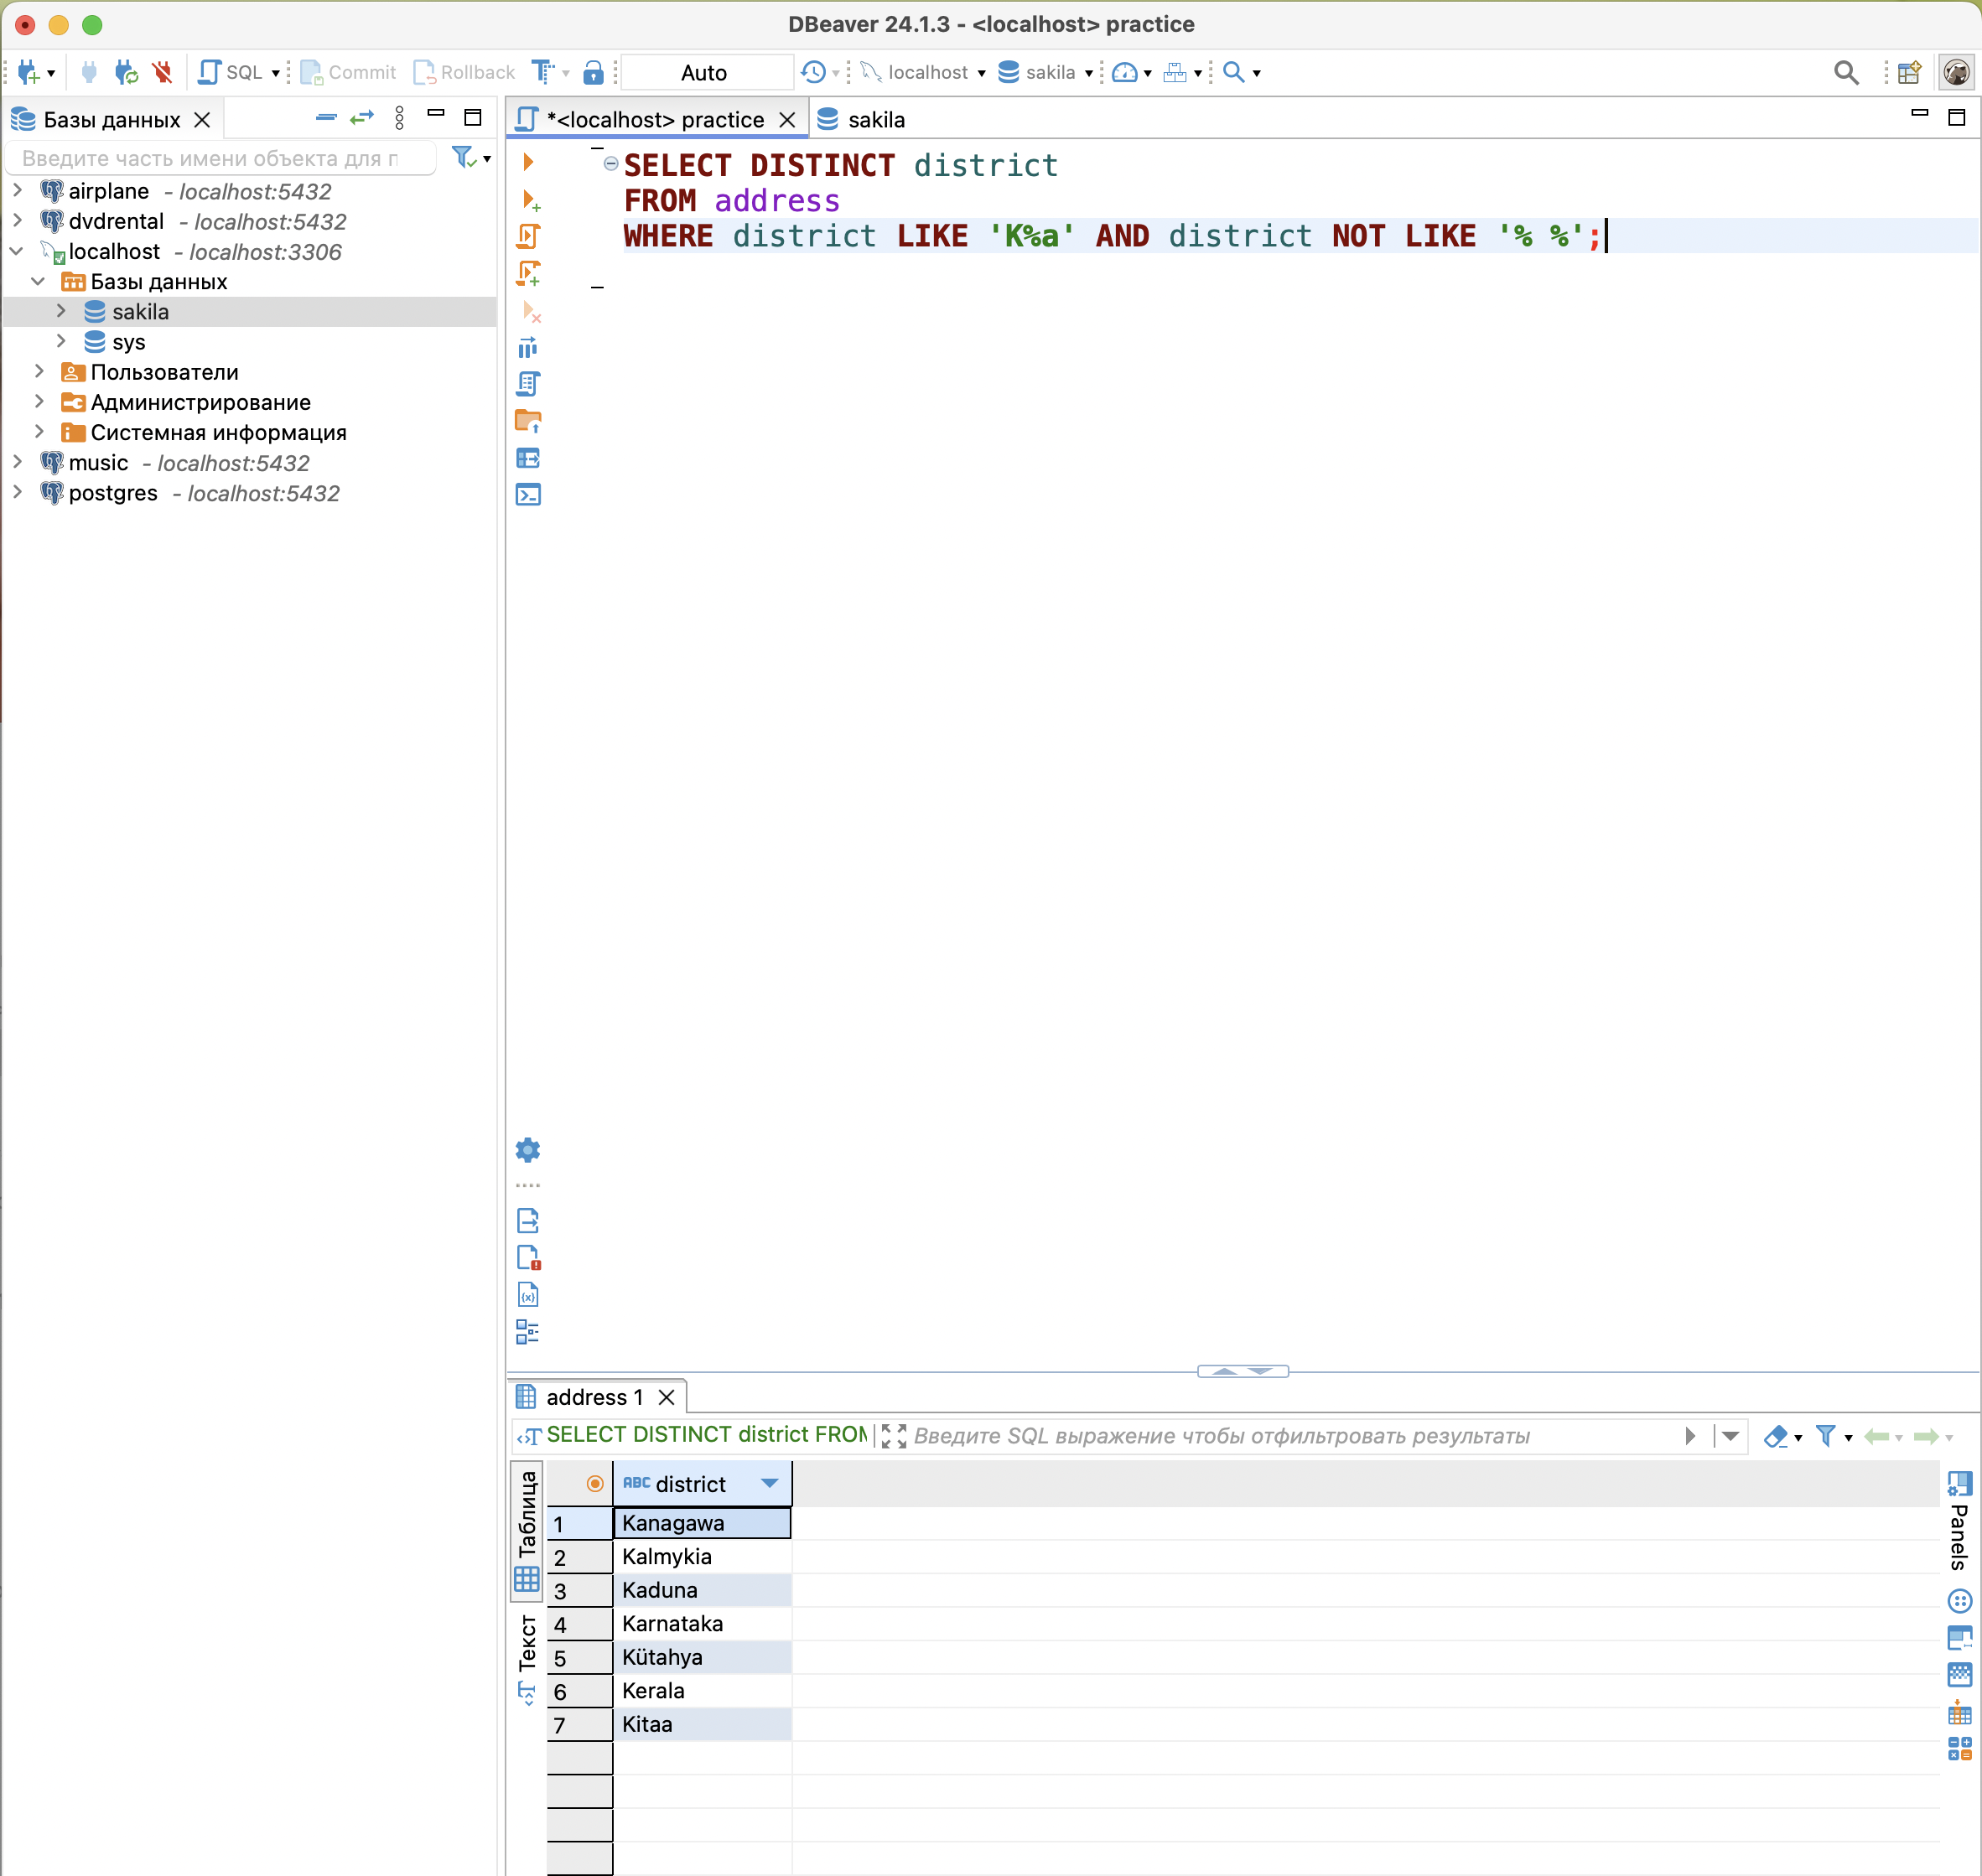 DBeaver 24.1.3 - <localhost> practice
SQL Commit Rollback Auto localhost sakila
Базы данных
Введите часть имени объекта для п
airplane - localhost:5432
dvdrental - localhost:5432
localhost - localhost:3306
Базы данных
sakila
sys
Пользователи
Администрирование
Системная информация
music - localhost:5432
postgres - localhost:5432
*<localhost> practice sakila
SELECT DISTINCT district
FROM address
WHERE district LIKE 'K%a' AND district NOT LIKE '% %';
address 1
SELECT DISTINCT district FROM Введите SQL выражение чтобы отфильтровать результаты
Таблица
Текст
ABC district
1 Kanagawa
2 Kalmykia
3 Kaduna
4 Karnataka
5 Kütahya
6 Kerala
7 Kitaa
Panels